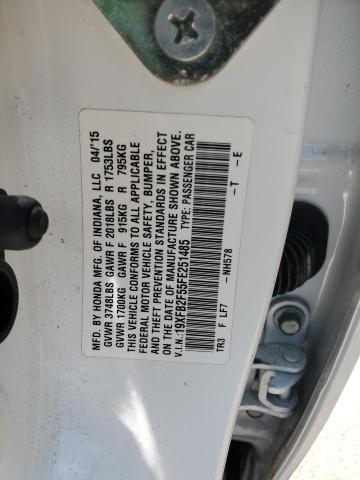 MFD. BY HONDA MFG. OF INDIANA, LLC 04/'15
GVWR 3748LBS GAWR F 2018LBS R 1753LBS
GVWR 1700KG GAWR F 915KG R 795KG
THIS VEHICLE CONFORMS TO ALL APPLICABLE
FEDERAL MOTOR VEHICLE SAFETY, BUMPER,
AND THEFT PREVENTION STANDARDS IN EFFECT
ON THE DATE OF MANUFACTURE SHOWN ABOVE.
V.I.N.:19XFB2F55FE251485 TYPE: PASSENGER CAR
-NH578 -T -E
TR3 F LF7